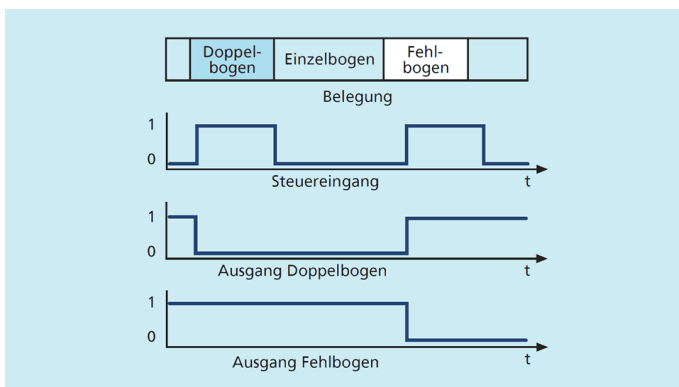 Doppel-
bogen
Einzelbogen
Fehl-
bogen
Belegung
1
0
Steuereingang
t
1
0
Ausgang Doppelbogen
t
1
0
Ausgang Fehlbogen
t